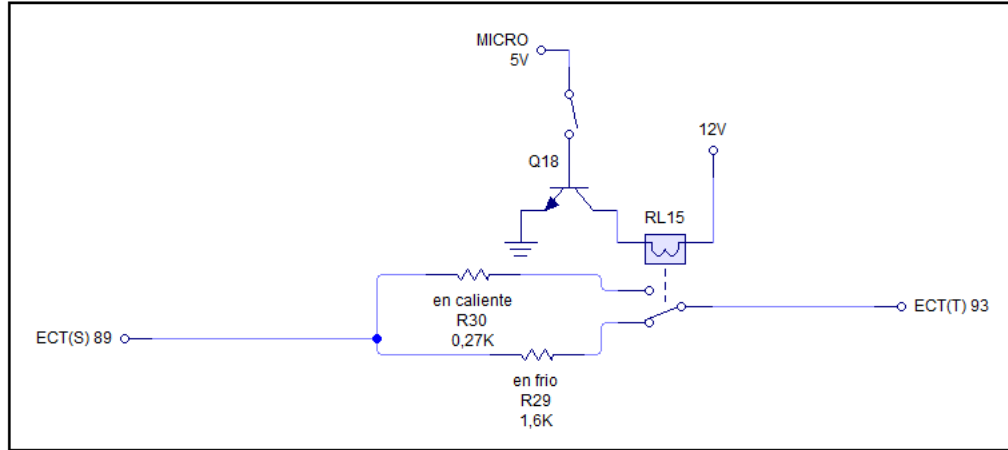 MICRO
5V
12V
Q18
RL15
en caliente
R30
0,27K
ECT(S) 89
ECT(T) 93
en frio
R29
1,6K